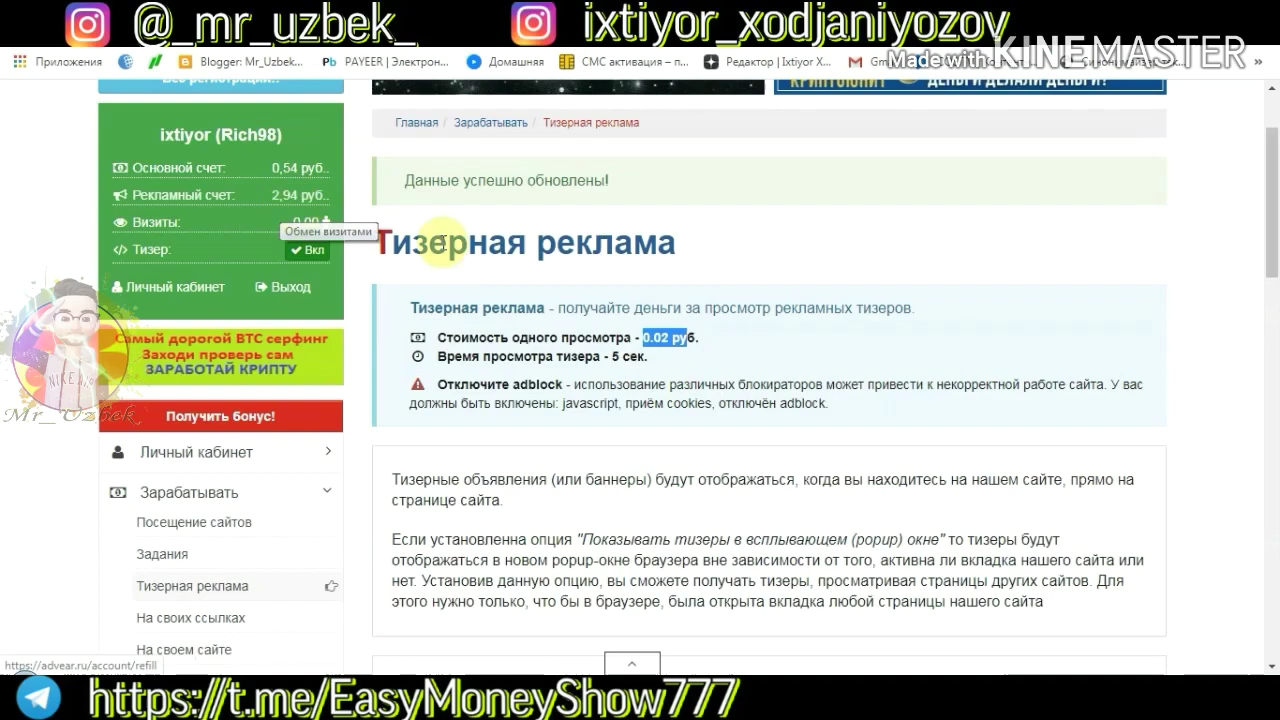 @_mr_uzbek_ ixtiyor_xodjaniyozov
Made with KINEMASTER
Приложения Blogger: Mr_Uzbek... PAYEER | Электрон... Домашняя СМС активация – п... Редактор | Ixtiyor X...
ДЕНЬГИ ДЕЛАЛИ ДЕНЬГИ?
ixtiyor (Rich98)
Основной счет: 0,54 руб..
Рекламный счет: 2,94 руб..
Визиты: 0.00
Обмен визитами
Тизер: Вкл
Личный кабинет Выход
Самый дорогой BTC серфинг
Заходи проверь сам
ЗАРАБОТАЙ КРИПТУ
NIKE
Mr_Uzbek
Получить бонус!
Личный кабинет
Зарабатывать
Посещение сайтов
Задания
Тизерная реклама
На своих ссылках
На своем сайте
https://advear.ru/account/refill
Главная / Зарабатывать / Тизерная реклама
Данные успешно обновлены!
Тизерная реклама
Тизерная реклама - получайте деньги за просмотр рекламных тизеров.
Стоимость одного просмотра - 0.02 руб.
Время просмотра тизера - 5 сек.
Отключите adblock - использование различных блокираторов может привести к некорректной работе сайта. У вас
должны быть включены: javascript, приём cookies, отключён adblock.
Тизерные объявления (или баннеры) будут отображаться, когда вы находитесь на нашем сайте, прямо на
странице сайта.
Если установленна опция "Показывать тизеры в всплывающем (popup) окне" то тизеры будут
отображаться в новом popup-окне браузера вне зависимости от того, активна ли вкладка нашего сайта или
нет. Установив данную опцию, вы сможете получать тизеры, просматривая страницы других сайтов. Для
этого нужно только, что бы в браузере, была открыта вкладка любой страницы нашего сайта
https://t.me/EasyMoneyShow777